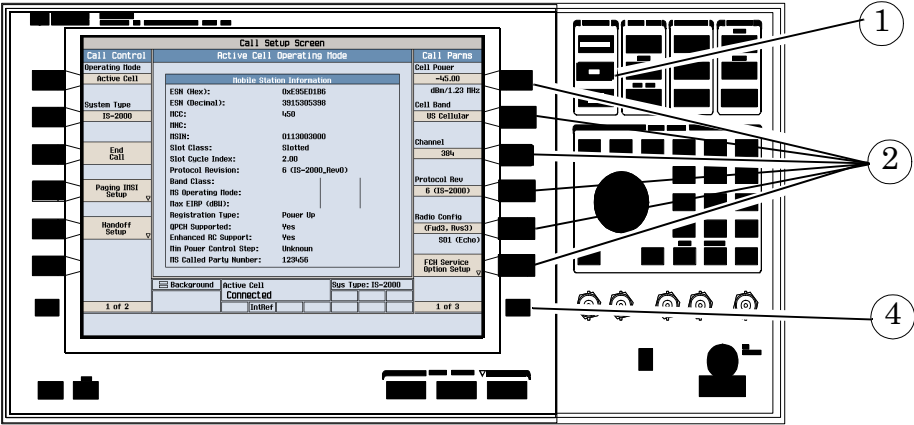 Call Setup Screen
Call Control
Active Cell Operating Mode
Call Parms
Operating Mode
Active Cell
System Type
IS-2000
End
Call
Paging IMSI
Setup
Handoff
Setup
1 of 2
Mobile Station Information
ESN (Hex): 0xE95ED1B6
ESN (Decimal): 3915305398
MCC: 450
MNC:
MSIN: 0113003000
Slot Class: Slotted
Slot Cycle Index: 2.00
Protocol Revision: 6 (IS-2000_Rev0)
Band Class:
MS Operating Mode:
Max EIRP (dBW):
Registration Type: Power Up
QPCH Supported: Yes
Enhanced RC Support: Yes
Min Power Control Step: Unknown
MS Called Party Number: 123456
Background
Active Cell
Sys Type: IS-2000
Connected
IntRef
Cell Power
-45.00
dBm/1.23 MHz
Cell Band
US Cellular
Channel
384
Protocol Rev
6 (IS-2000)
Radio Config
(Fwd3, Rvs3)
SO1 (Echo)
FCH Service
Option Setup
1 of 3
1
2
4